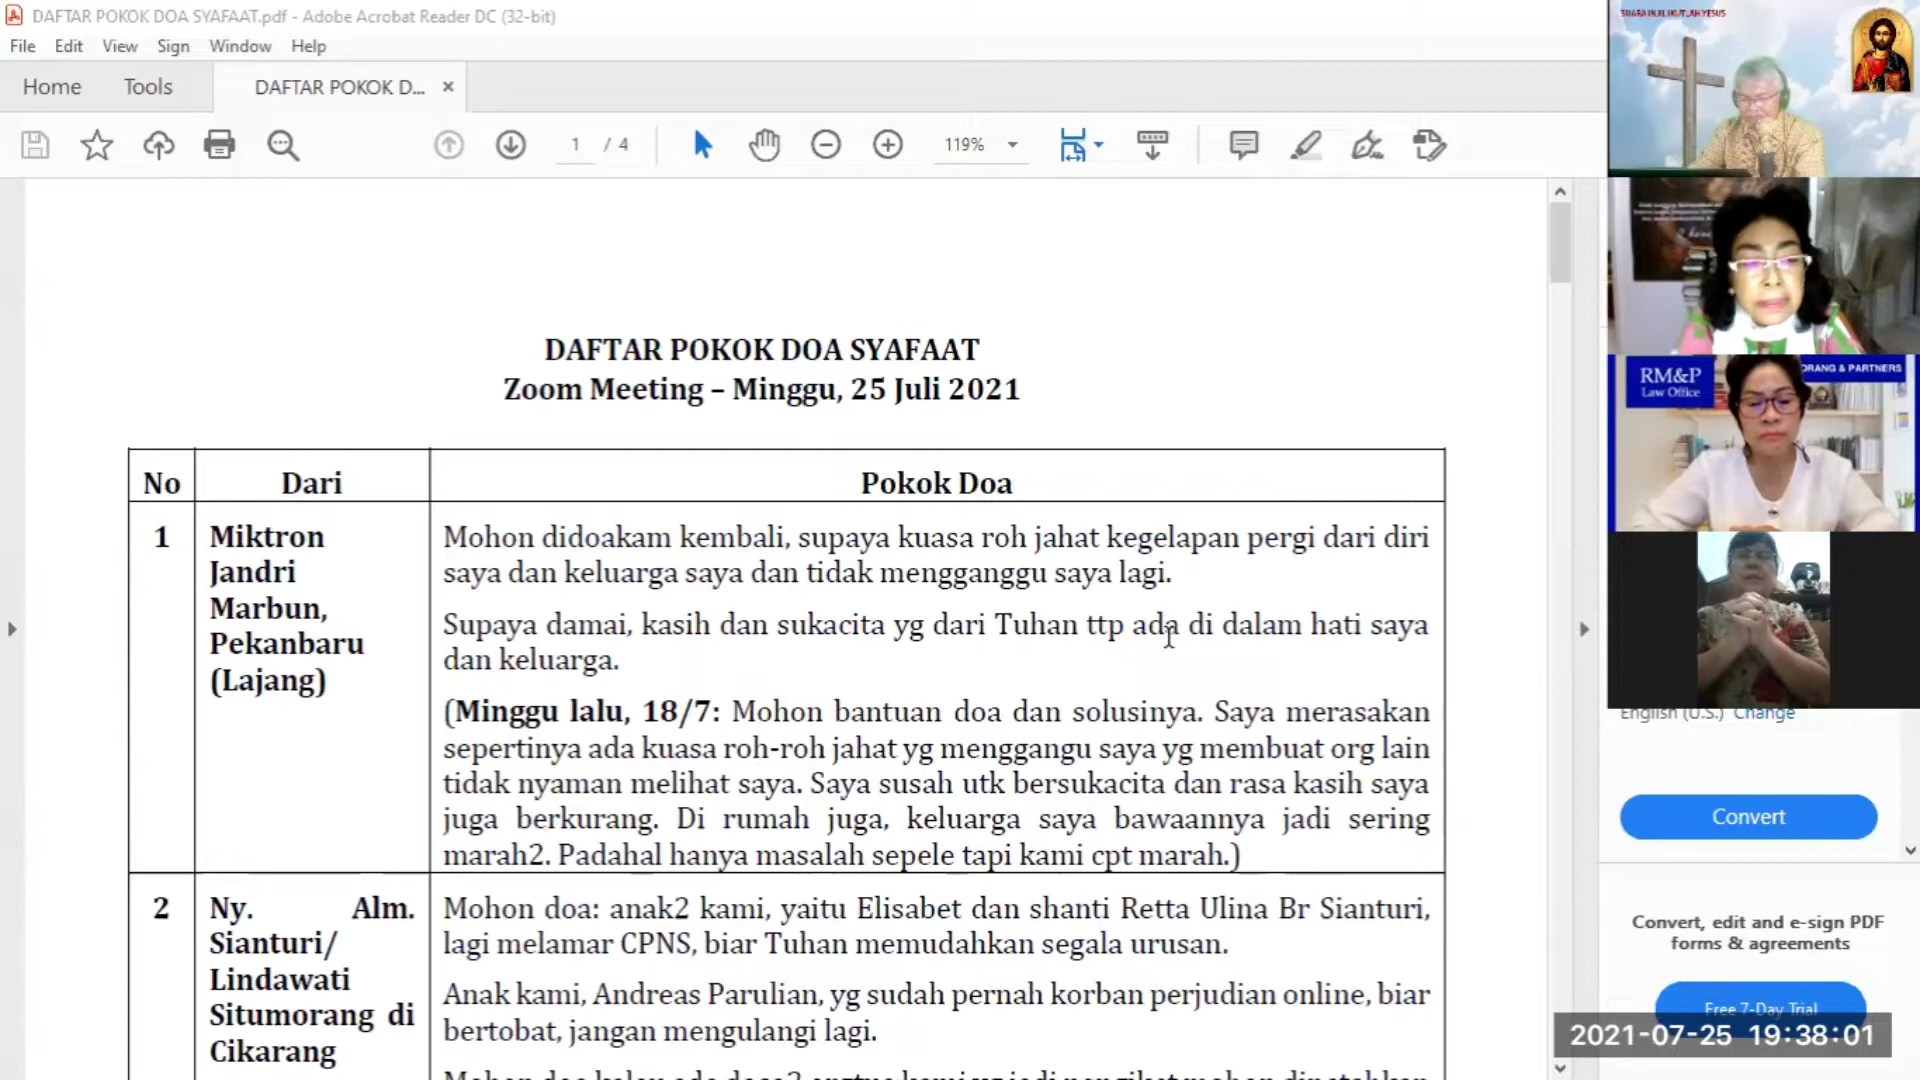 DAFTAR POKOK DOA SYAFAAT.pdf - Adobe Acrobat Reader DC (32-bit)
File Edit View Sign Window Help
Home Tools DAFTAR POKOK D... ×
1 / 4 119%
DAFTAR POKOK DOA SYAFAAT
Zoom Meeting – Minggu, 25 Juli 2021
No Dari Pokok Doa
1 Miktron Jandri Marbun, Pekanbaru (Lajang)
Mohon didoakam kembali, supaya kuasa roh jahat kegelapan pergi dari diri
saya dan keluarga saya dan tidak mengganggu saya lagi.
Supaya damai, kasih dan sukacita yg dari Tuhan ttp ada di dalam hati saya
dan keluarga.
(Minggu lalu, 18/7: Mohon bantuan doa dan solusinya. Saya merasakan
sepertinya ada kuasa roh-roh jahat yg menggangu saya yg membuat org lain
tidak nyaman melihat saya. Saya susah utk bersukacita dan rasa kasih saya
juga berkurang. Di rumah juga, keluarga saya bawaannya jadi sering
marah2. Padahal hanya masalah sepele tapi kami cpt marah.)
2 Ny. Alm. Sianturi/ Lindawati Situmorang di Cikarang
Mohon doa: anak2 kami, yaitu Elisabet dan shanti Retta Ulina Br Sianturi,
lagi melamar CPNS, biar Tuhan memudahkan segala urusan.
Anak kami, Andreas Parulian, yg sudah pernah korban perjudian online, biar
bertobat, jangan mengulangi lagi.
RM&P
Law Office
ORANG & PARTNERS
English (U.S.) Change
Convert
Convert, edit and e-sign PDF
forms & agreements
Free 7-Day Trial
2021-07-25 19:38:01